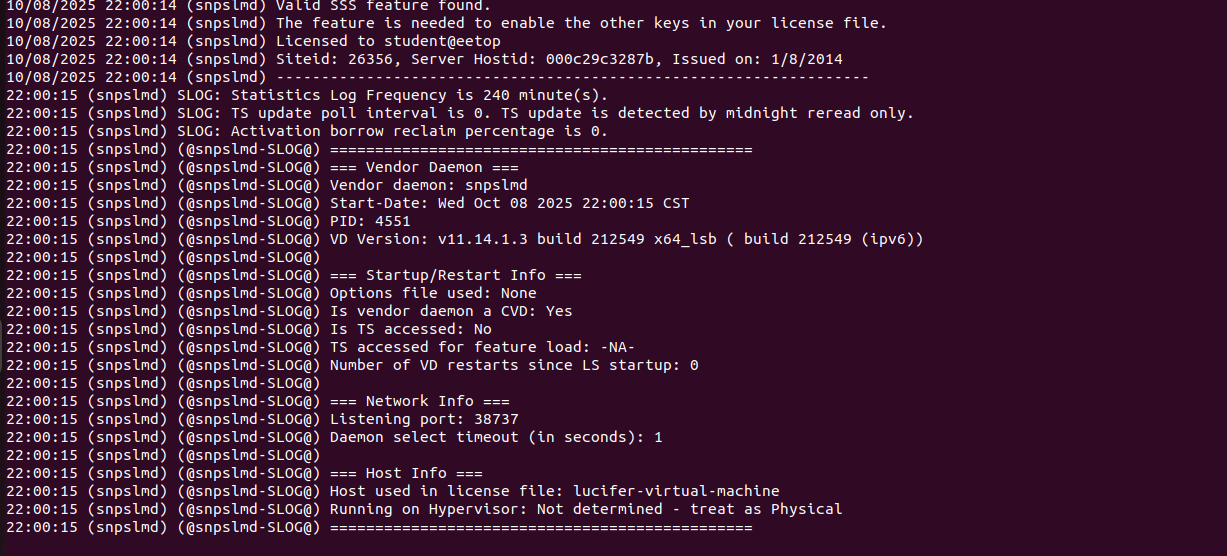 10/08/2025 22:00:14 (snpslmd) Valid SSS feature found.
10/08/2025 22:00:14 (snpslmd) The feature is needed to enable the other keys in your license file.
10/08/2025 22:00:14 (snpslmd) Licensed to student@eetop
10/08/2025 22:00:14 (snpslmd) Siteid: 26356, Server Hostid: 000c29c3287b, Issued on: 1/8/2014
10/08/2025 22:00:14 (snpslmd) ------------------------------------------------------------------
22:00:15 (snpslmd) SLOG: Statistics Log Frequency is 240 minute(s).
22:00:15 (snpslmd) SLOG: TS update poll interval is 0. TS update is detected by midnight reread only.
22:00:15 (snpslmd) SLOG: Activation borrow reclaim percentage is 0.
22:00:15 (snpslmd) (@snpslmd-SLOG@) ===============================================
22:00:15 (snpslmd) (@snpslmd-SLOG@) === Vendor Daemon ===
22:00:15 (snpslmd) (@snpslmd-SLOG@) Vendor daemon: snpslmd
22:00:15 (snpslmd) (@snpslmd-SLOG@) Start-Date: Wed Oct 08 2025 22:00:15 CST
22:00:15 (snpslmd) (@snpslmd-SLOG@) PID: 4551
22:00:15 (snpslmd) (@snpslmd-SLOG@) VD Version: v11.14.1.3 build 212549 x64_lsb ( build 212549 (ipv6))
22:00:15 (snpslmd) (@snpslmd-SLOG@)
22:00:15 (snpslmd) (@snpslmd-SLOG@) === Startup/Restart Info ===
22:00:15 (snpslmd) (@snpslmd-SLOG@) Options file used: None
22:00:15 (snpslmd) (@snpslmd-SLOG@) Is vendor daemon a CVD: Yes
22:00:15 (snpslmd) (@snpslmd-SLOG@) Is TS accessed: No
22:00:15 (snpslmd) (@snpslmd-SLOG@) TS accessed for feature load: -NA-
22:00:15 (snpslmd) (@snpslmd-SLOG@) Number of VD restarts since LS startup: 0
22:00:15 (snpslmd) (@snpslmd-SLOG@)
22:00:15 (snpslmd) (@snpslmd-SLOG@) === Network Info ===
22:00:15 (snpslmd) (@snpslmd-SLOG@) Listening port: 38737
22:00:15 (snpslmd) (@snpslmd-SLOG@) Daemon select timeout (in seconds): 1
22:00:15 (snpslmd) (@snpslmd-SLOG@)
22:00:15 (snpslmd) (@snpslmd-SLOG@) === Host Info ===
22:00:15 (snpslmd) (@snpslmd-SLOG@) Host used in license file: lucifer-virtual-machine
22:00:15 (snpslmd) (@snpslmd-SLOG@) Running on Hypervisor: Not determined - treat as Physical
22:00:15 (snpslmd) (@snpslmd-SLOG@) ===============================================